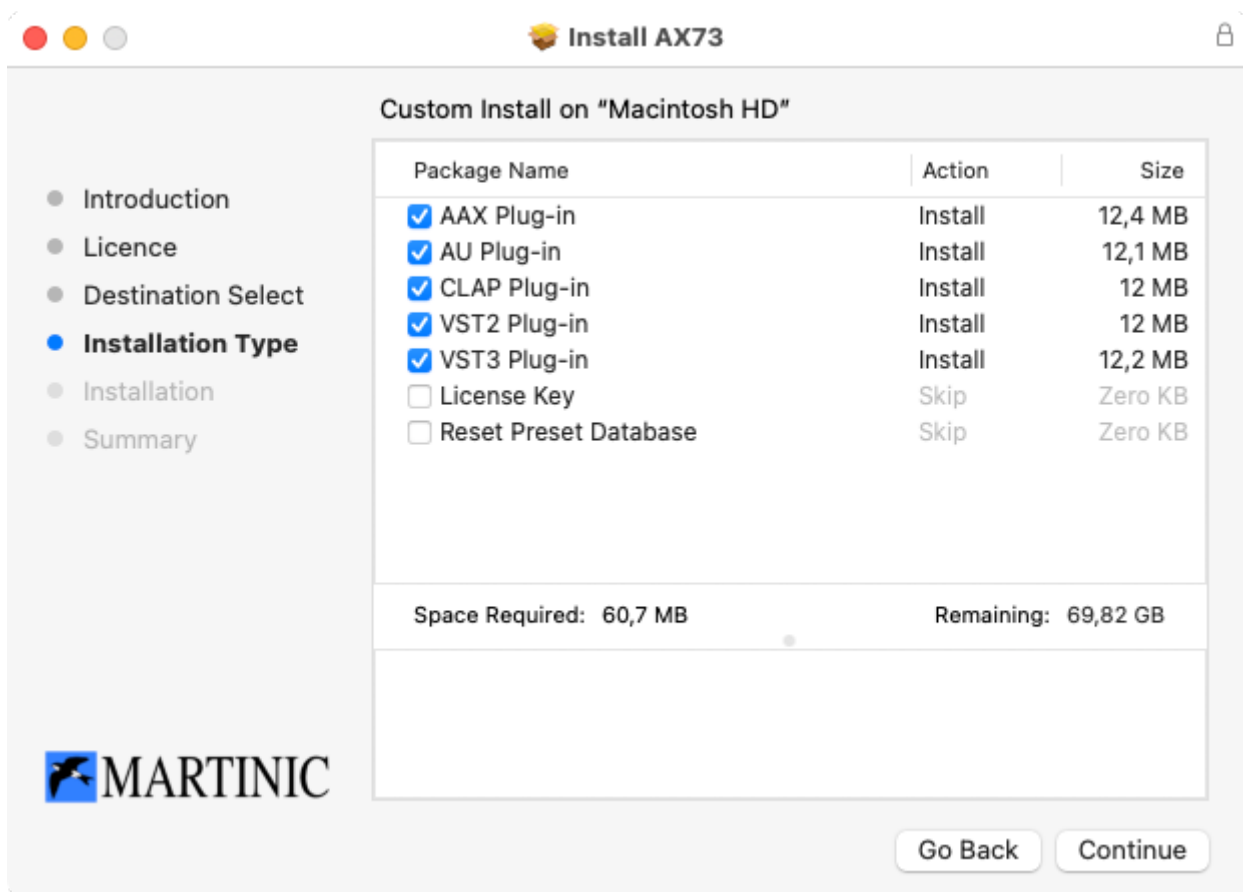 Install AX73
Custom Install on “Macintosh HD”
Introduction
Licence
Destination Select
Installation Type
Installation
Summary
Package Name Action Size
AAX Plug-in Install 12,4 MB
AU Plug-in Install 12,1 MB
CLAP Plug-in Install 12 MB
VST2 Plug-in Install 12 MB
VST3 Plug-in Install 12,2 MB
License Key Skip Zero KB
Reset Preset Database Skip Zero KB
Space Required: 60,7 MB Remaining: 69,82 GB
MARTINIC
Go Back Continue